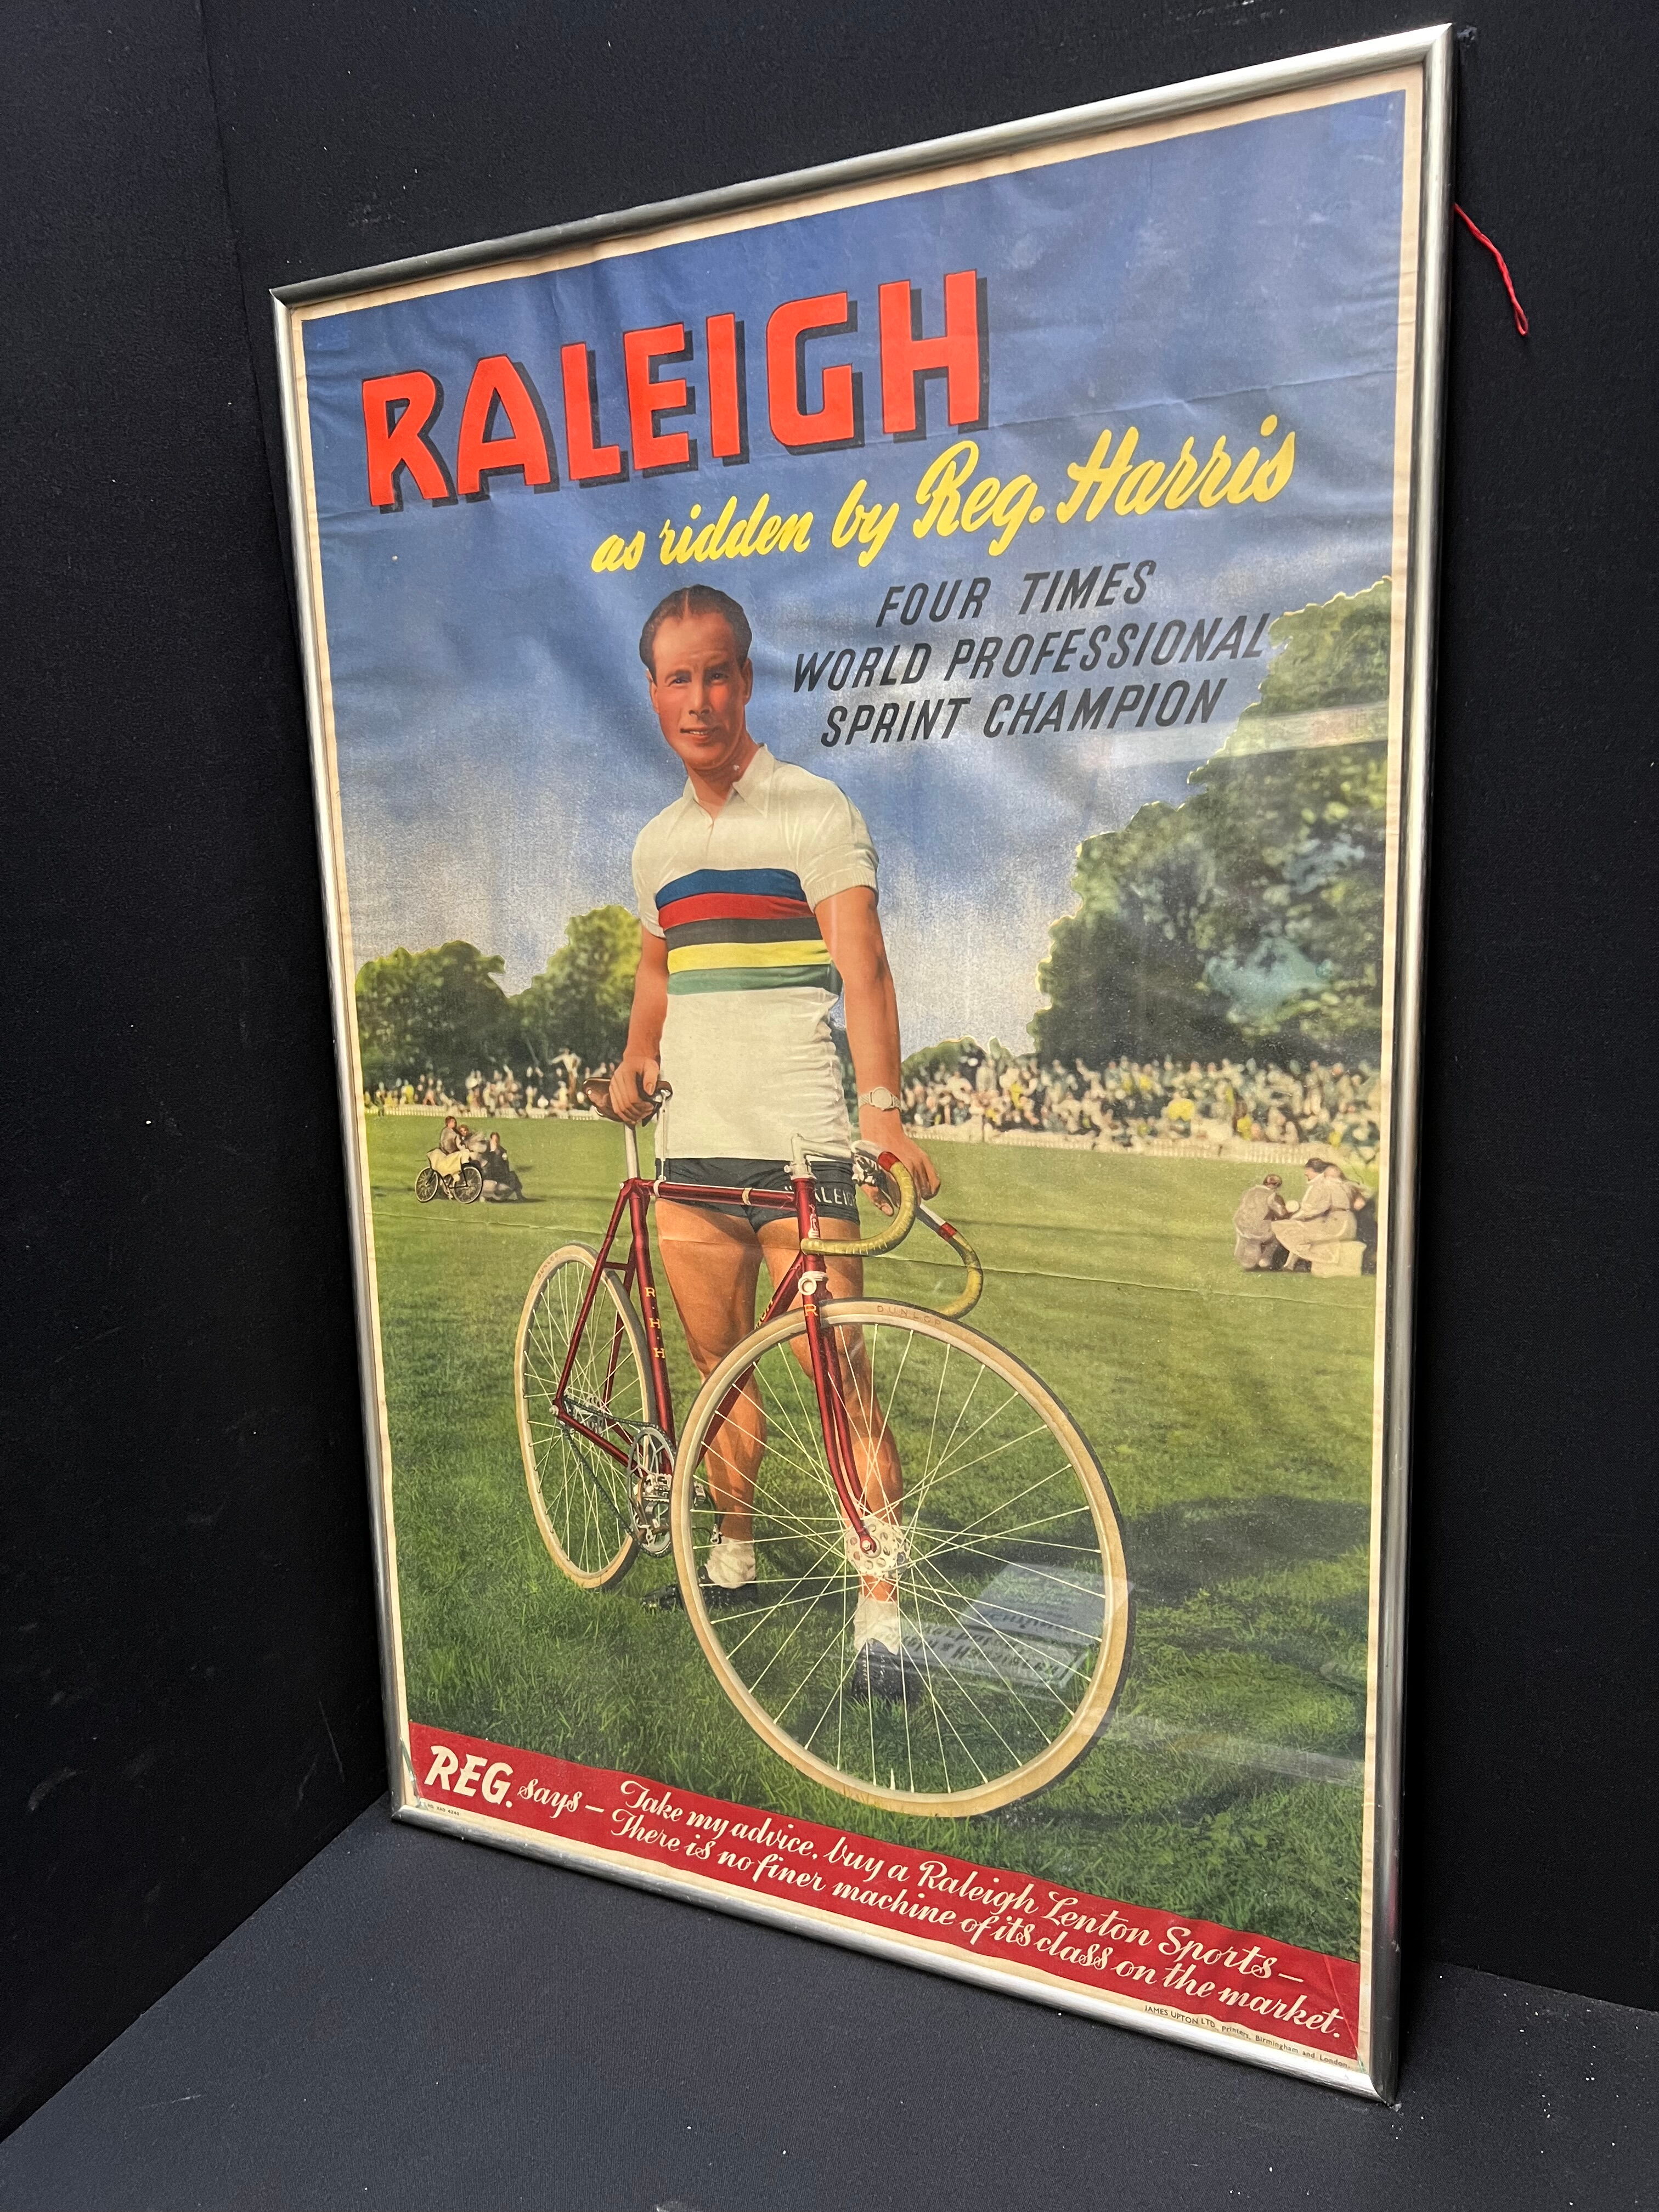 RALEIGH
as ridden by Reg. Harris
FOUR TIMES
WORLD PROFESSIONAL
SPRINT CHAMPION
R.H.H
R
DUNLOP
REG. says – Take my advice, buy a Raleigh Lenton Sports –
There is no finer machine of its class on the market.
JAMES UPTON LTD. Printers, Birmingham and London.